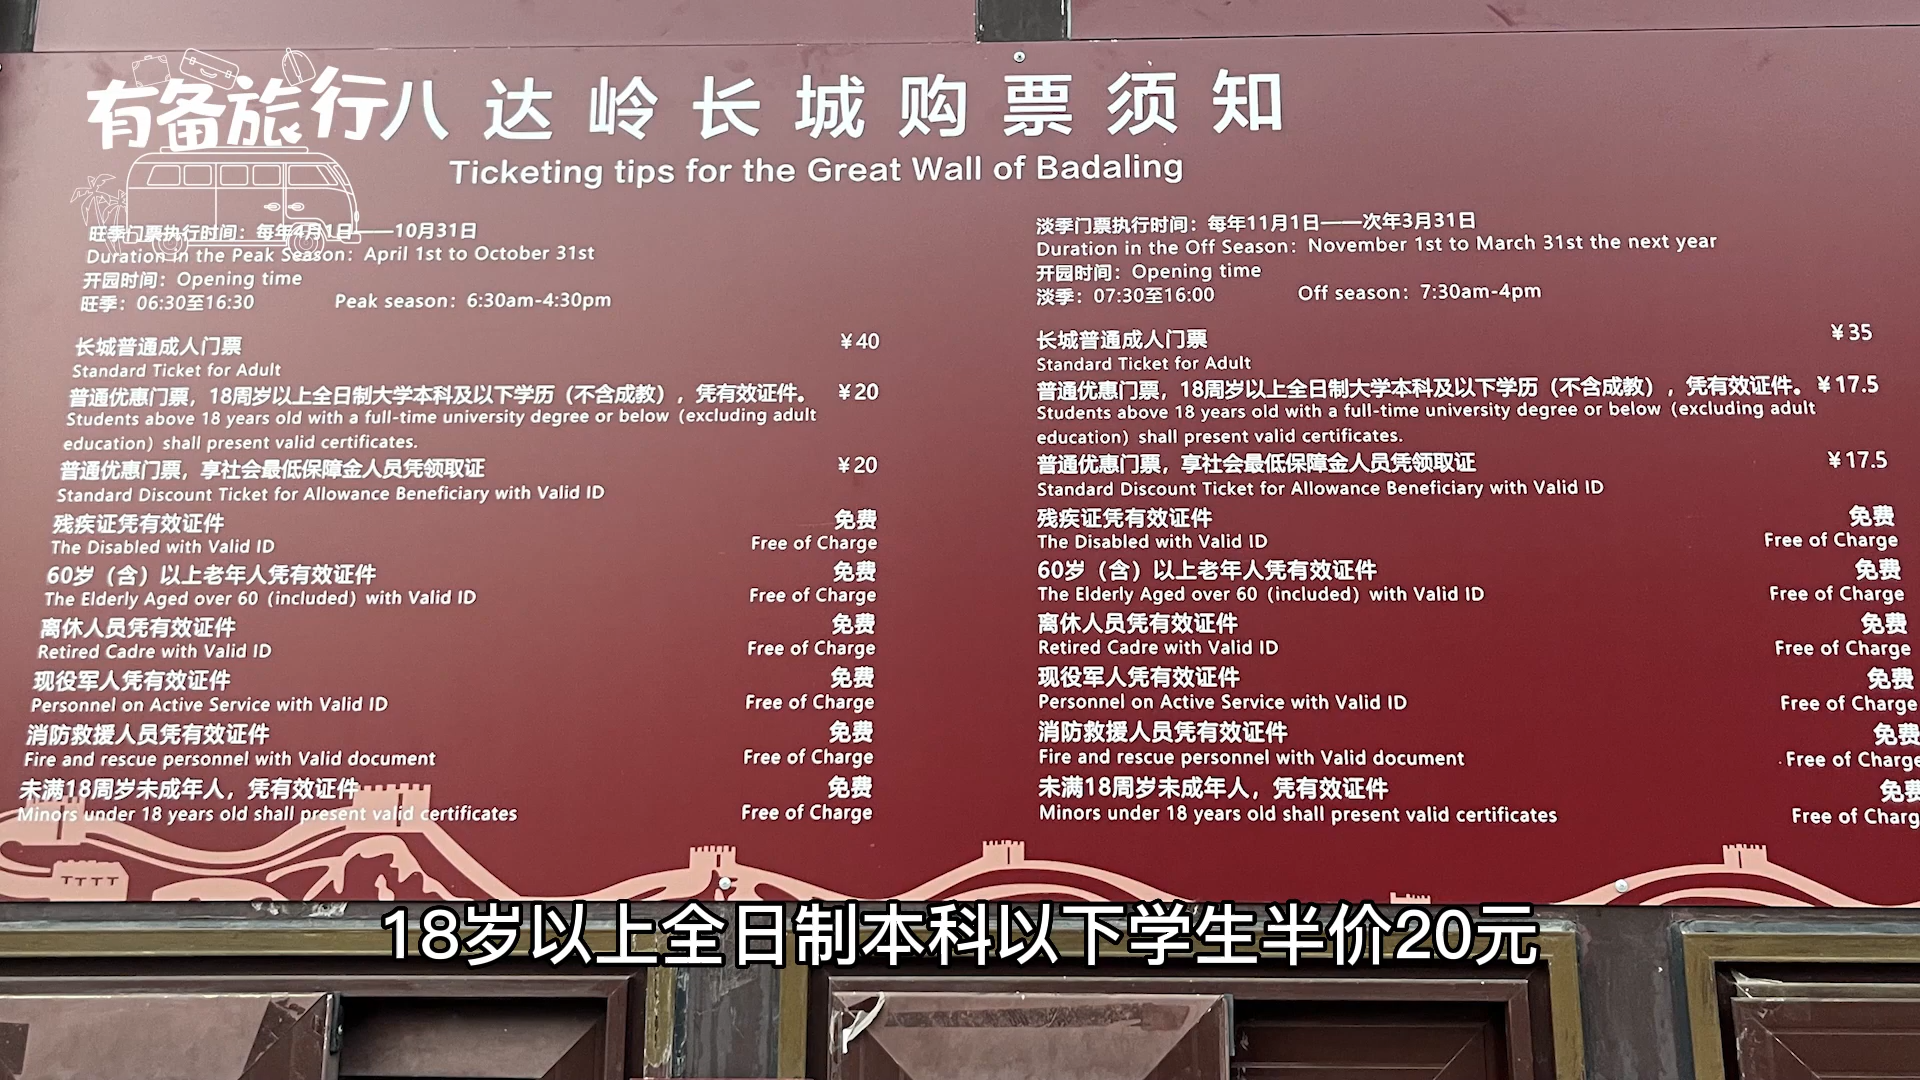 有备旅行
八达岭长城购票须知
Ticketing tips for the Great Wall of Badaling
旺季门票执行时间：每年4月1日——10月31日
Duration in the Peak Season：April 1st to October 31st
开园时间：Opening time
旺季：06:30至16:30 Peak season：6:30am-4:30pm
长城普通成人门票 ￥40
Standard Ticket for Adult
普通优惠门票，18周岁以上全日制大学本科及以下学历（不含成教），凭有效证件。 ￥20
Students above 18 years old with a full-time university degree or below（excluding adult
education）shall present valid certificates.
普通优惠门票，享社会最低保障金人员凭领取证 ￥20
Standard Discount Ticket for Allowance Beneficiary with Valid ID
残疾证凭有效证件 免费
The Disabled with Valid ID Free of Charge
60岁（含）以上老年人凭有效证件 免费
The Elderly Aged over 60（included）with Valid ID Free of Charge
离休人员凭有效证件 免费
Retired Cadre with Valid ID Free of Charge
现役军人凭有效证件 免费
Personnel on Active Service with Valid ID Free of Charge
消防救援人员凭有效证件 免费
Fire and rescue personnel with Valid document Free of Charge
未满18周岁未成年人，凭有效证件 免费
Minors under 18 years old shall present valid certificates Free of Charge
淡季门票执行时间：每年11月1日——次年3月31日
Duration in the Off Season：November 1st to March 31st the next year
开园时间：Opening time
淡季：07:30至16:00 Off season：7:30am-4pm
长城普通成人门票 ￥35
Standard Ticket for Adult
普通优惠门票，18周岁以上全日制大学本科及以下学历（不含成教），凭有效证件。 ￥17.5
Students above 18 years old with a full-time university degree or below（excluding adult
education）shall present valid certificates.
普通优惠门票，享社会最低保障金人员凭领取证 ￥17.5
Standard Discount Ticket for Allowance Beneficiary with Valid ID
残疾证凭有效证件 免费
The Disabled with Valid ID Free of Charge
60岁（含）以上老年人凭有效证件 免费
The Elderly Aged over 60（included）with Valid ID Free of Charge
离休人员凭有效证件 免费
Retired Cadre with Valid ID Free of Charge
现役军人凭有效证件 免费
Personnel on Active Service with Valid ID Free of Charge
消防救援人员凭有效证件 免费
Fire and rescue personnel with Valid document Free of Charge
未满18周岁未成年人，凭有效证件 免费
Minors under 18 years old shall present valid certificates Free of Charg
18岁以上全日制本科以下学生半价20元